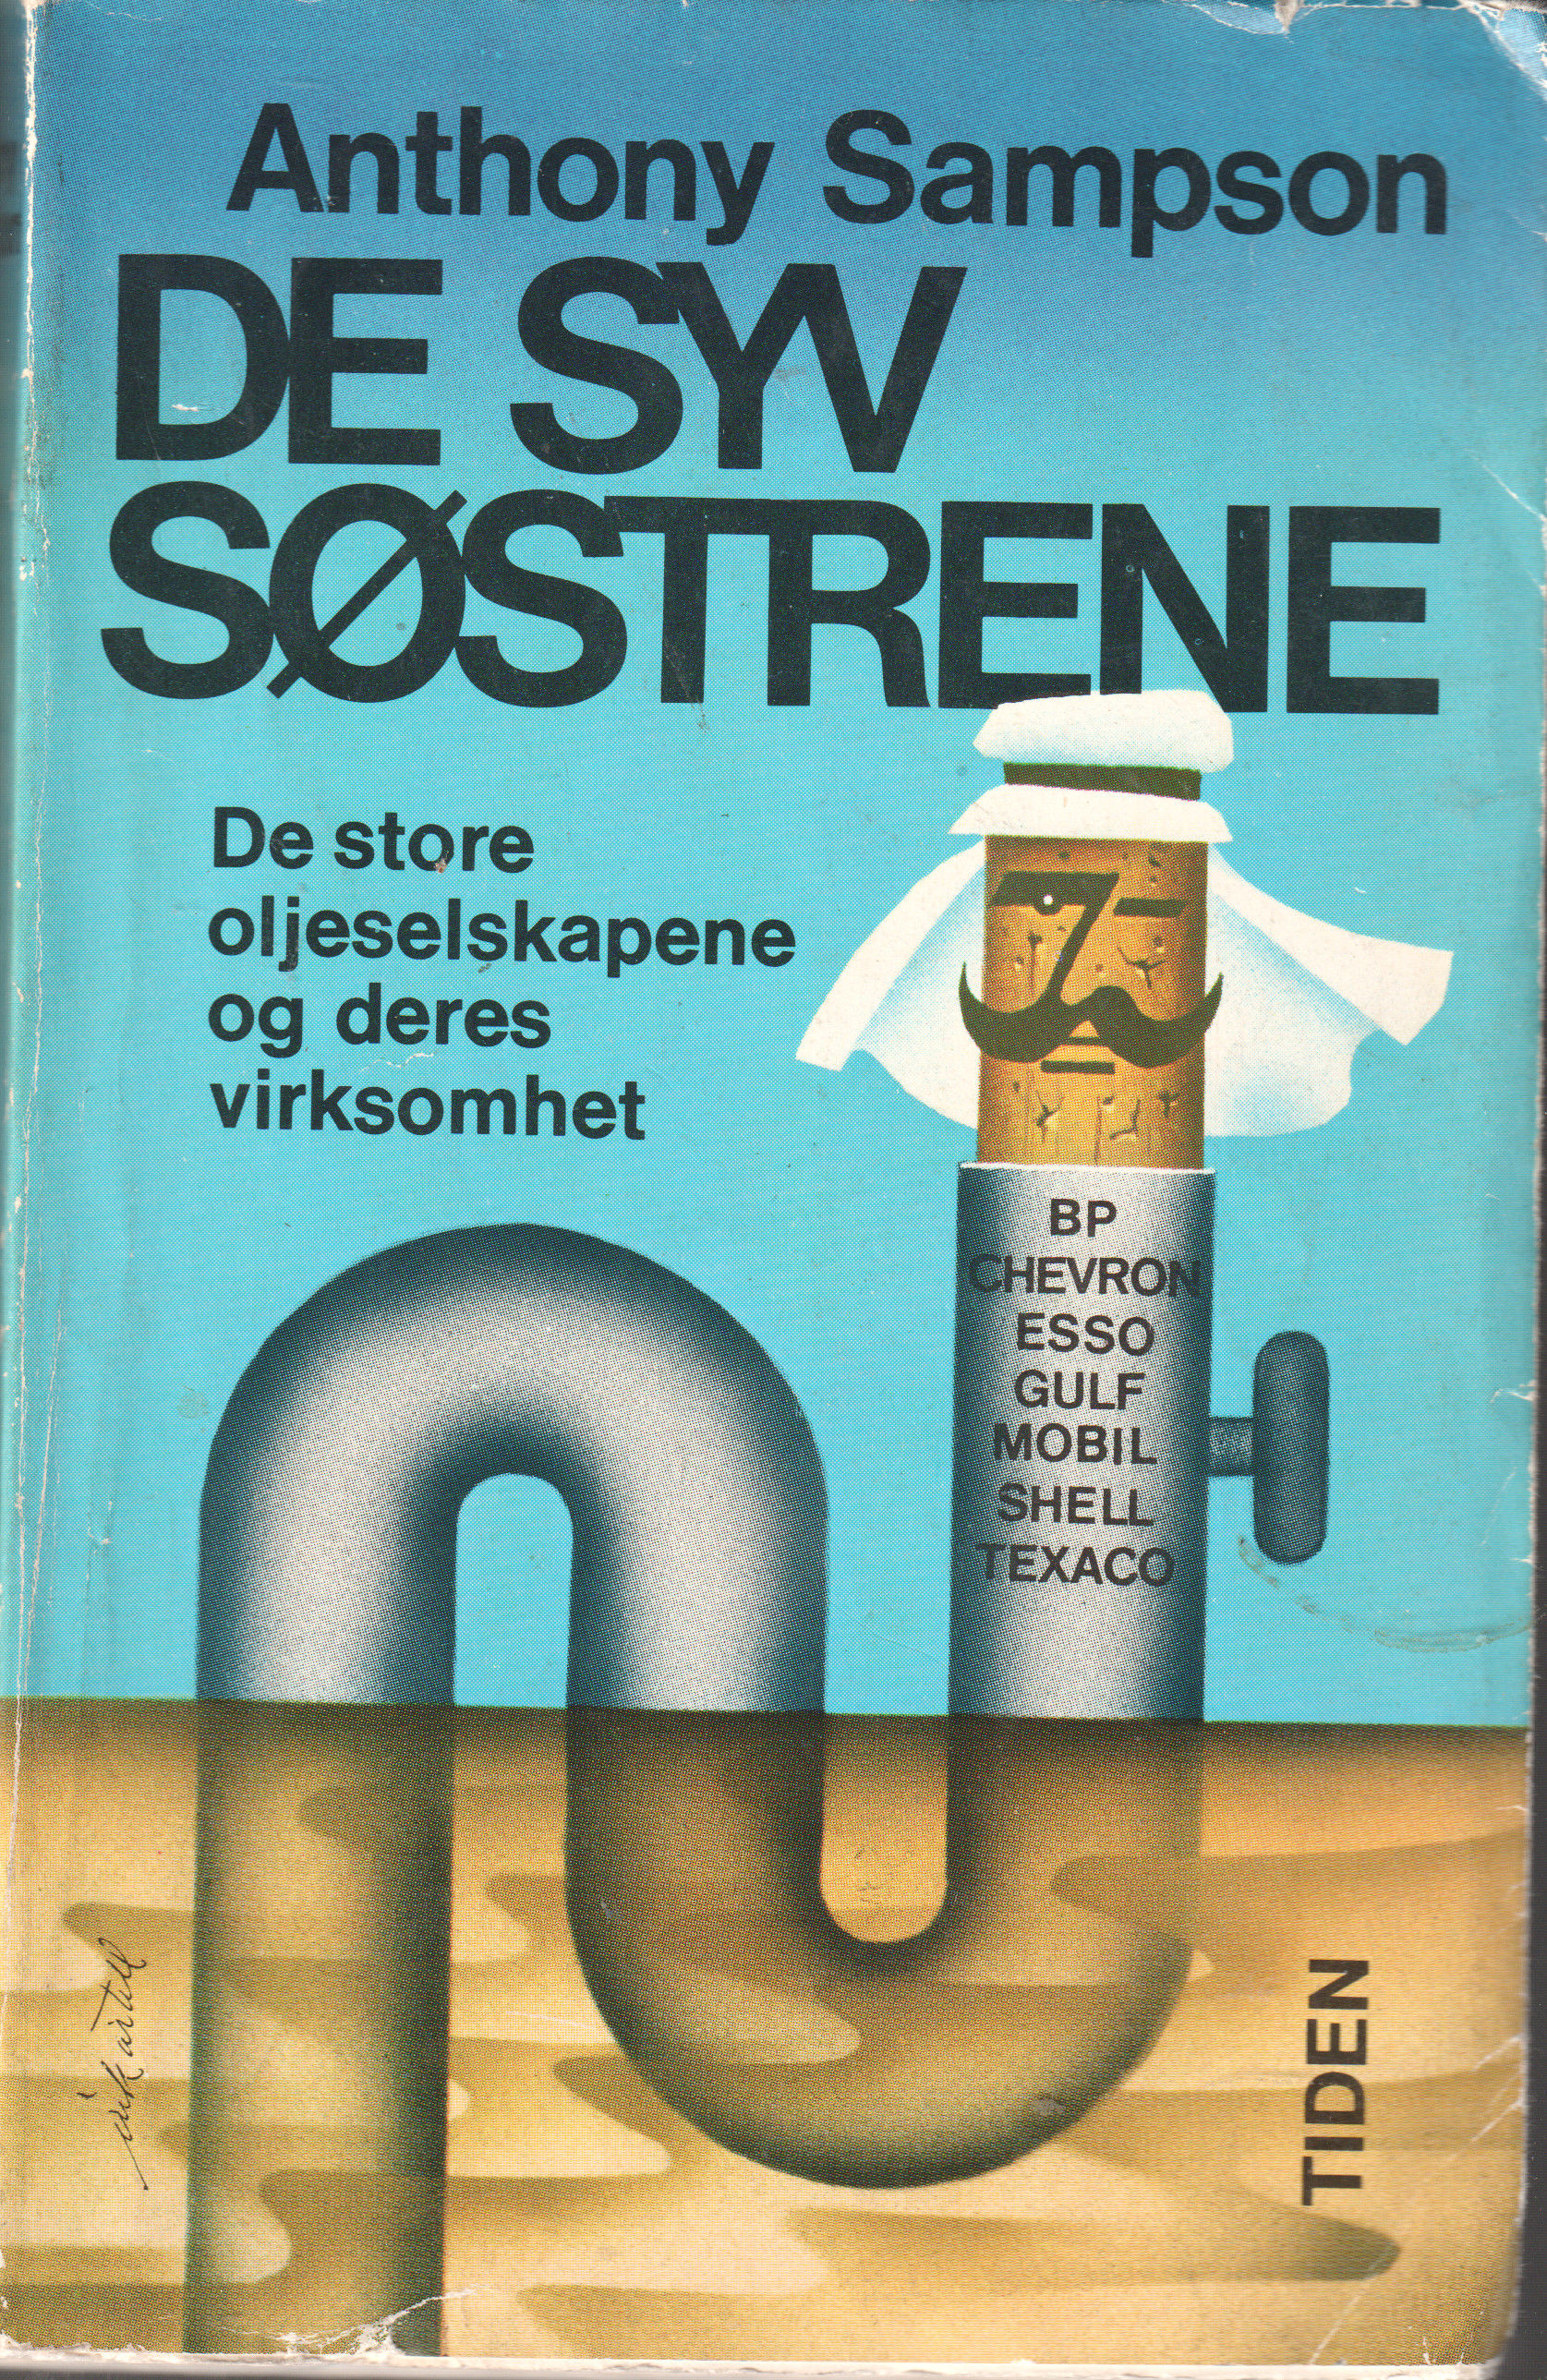 Anthony Sampson
DE SYV
SØSTRENE
De store
oljeselskapene
og deres
virksomhet
BP
CHEVRON
ESSO
GULF
MOBIL
SHELL
TEXACO
TIDEN